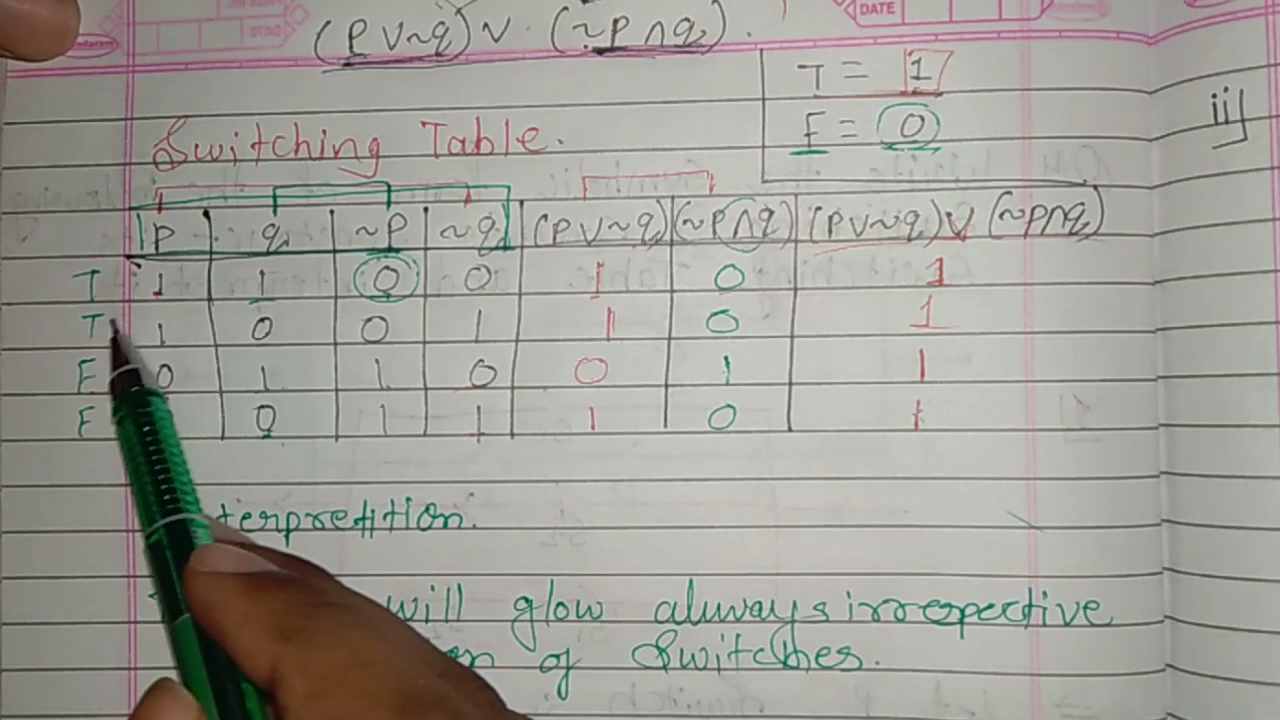 DATE
(p∨~q)∨(~p∧q).
T = 1
F = 0
ii)
Switching Table.
p q ~p ~q (p∨~q) (~p∧q) (p∨~q)∨(~p∧q)
T 1 1 0 0 1 0 1
T 1 0 0 1 1 0 1
F 0 1 1 0 0 1 1
F 0 1 1 1 0 1
terpretition.
will glow always irrespective
of Switches.